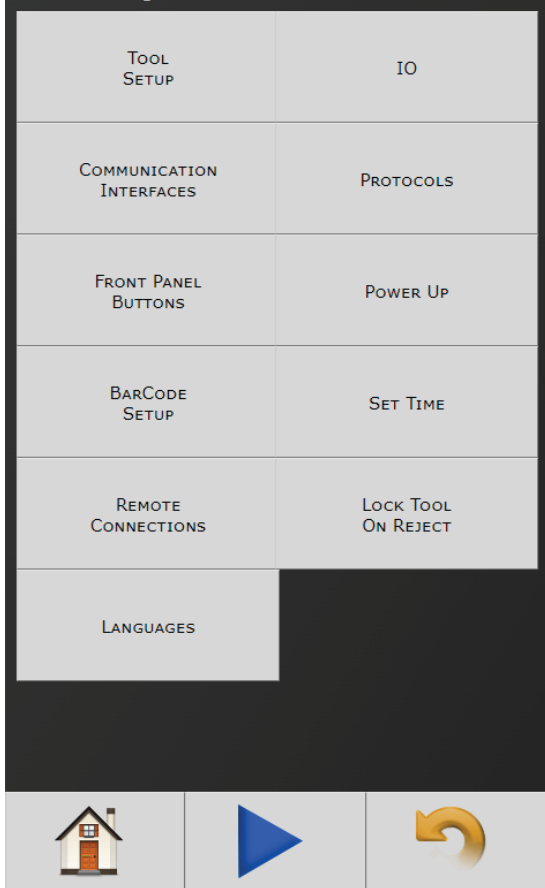 Tool
Setup
IO
Communication
Interfaces
Protocols
Front Panel
Buttons
Power Up
BarCode
Setup
Set Time
Remote
Connections
Lock Tool
On Reject
Languages